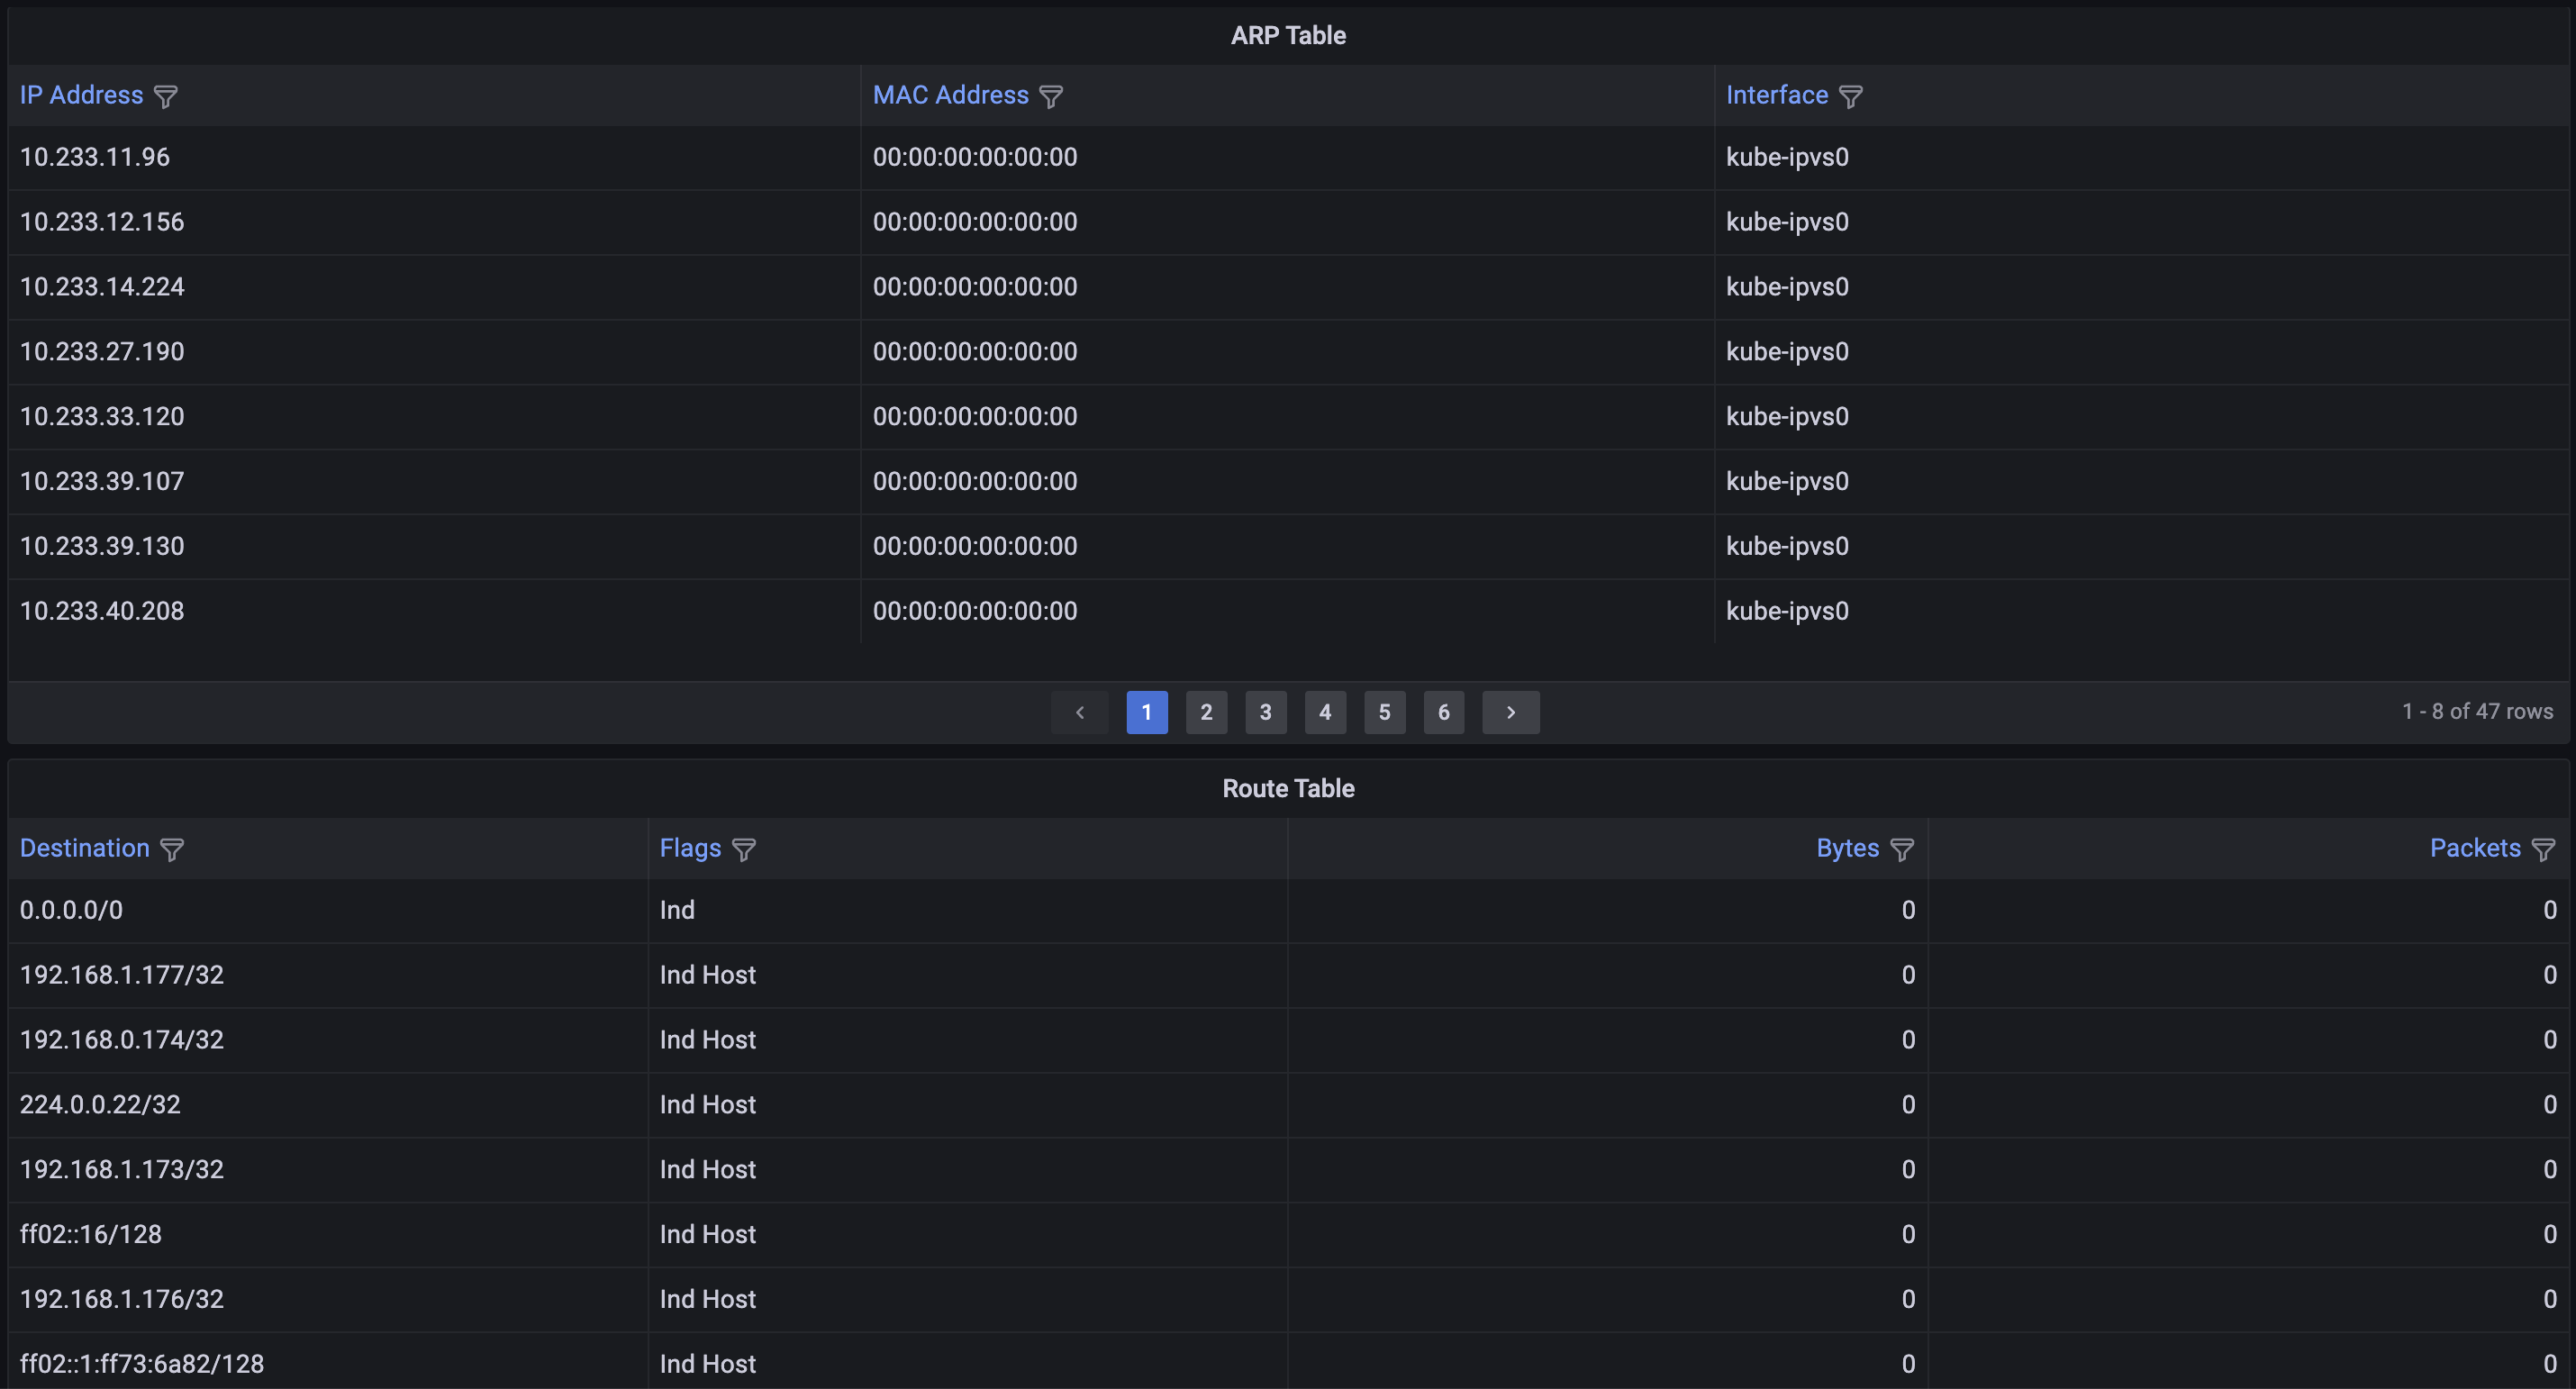 ARP Table
IP Address MAC Address Interface
10.233.11.96 00:00:00:00:00:00 kube-ipvs0
10.233.12.156 00:00:00:00:00:00 kube-ipvs0
10.233.14.224 00:00:00:00:00:00 kube-ipvs0
10.233.27.190 00:00:00:00:00:00 kube-ipvs0
10.233.33.120 00:00:00:00:00:00 kube-ipvs0
10.233.39.107 00:00:00:00:00:00 kube-ipvs0
10.233.39.130 00:00:00:00:00:00 kube-ipvs0
10.233.40.208 00:00:00:00:00:00 kube-ipvs0
1 2 3 4 5 6 1 - 8 of 47 rows
Route Table
Destination Flags Bytes Packets
0.0.0.0/0 Ind 0 0
192.168.1.177/32 Ind Host 0 0
192.168.0.174/32 Ind Host 0 0
224.0.0.22/32 Ind Host 0 0
192.168.1.173/32 Ind Host 0 0
ff02::16/128 Ind Host 0 0
192.168.1.176/32 Ind Host 0 0
ff02::1:ff73:6a82/128 Ind Host 0 0